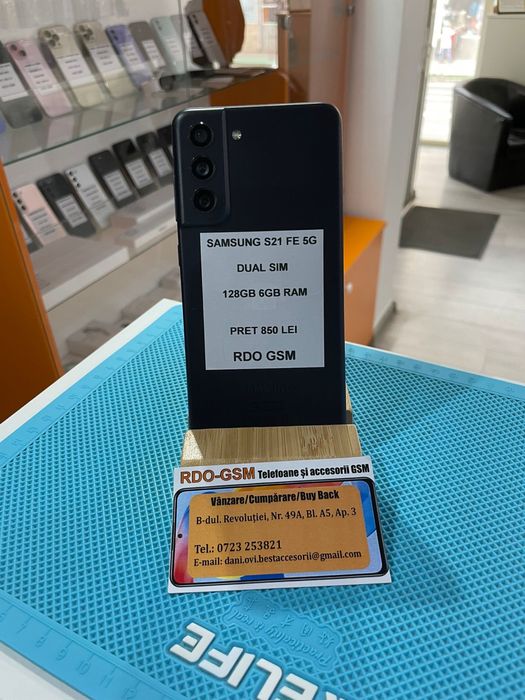 SAMSUNG S21 FE 5G
DUAL SIM
128GB 6GB RAM
PRET 850 LEI
RDO GSM
RDO-GSM Telefoane și accesorii GSM
Vânzare/Cumpărare/Buy Back
B-dul. Revoluției, Nr. 49A, Bl. A5, Ap. 3
Tel.: 0723 253821
E-mail: dani.ovi.bestaccesorii@gmail.com
RELIFE